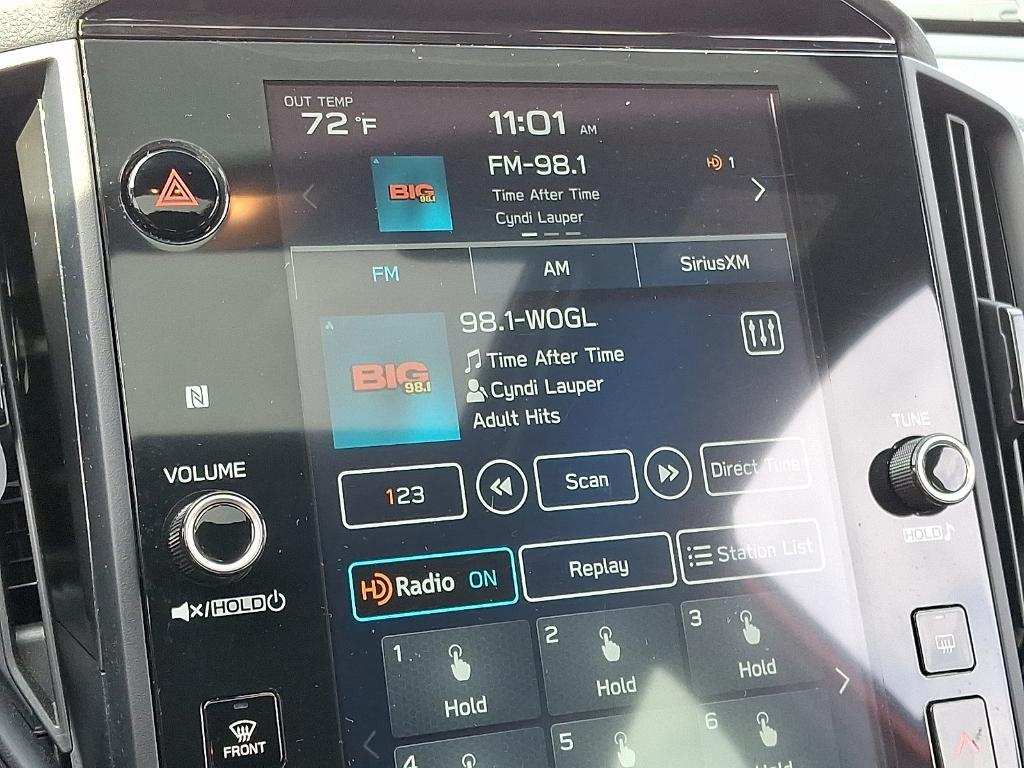 OUT TEMP
72 °F
11:01 AM
BIG
98.1
FM-98.1
HD 1
Time After Time
Cyndi Lauper
FM
AM
SiriusXM
98.1-WOGL
BIG
98.1
Time After Time
Cyndi Lauper
Adult Hits
N
VOLUME
TUNE
123
Scan
Direct Tune
HOLD
HD Radio ON
Replay
Station List
/HOLD
1
Hold
2
Hold
3
Hold
FRONT
4
5
6